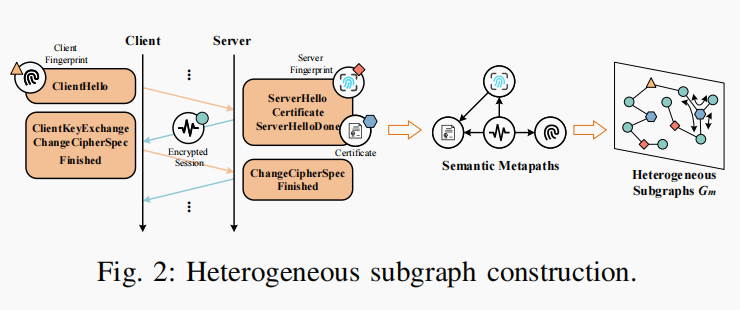 Client
Fingerprint
Client
Server
Server
Fingerprint
ClientHello
ServerHello
Certificate
ServerHelloDone
ClientKeyExchange
ChangeCipherSpec
Finished
Encrypted
Session
Certificate
ChangeCipherSpec
Finished
Semantic Metapaths
Heterogeneous
Subgraphs Gm
Fig. 2: Heterogeneous subgraph construction.